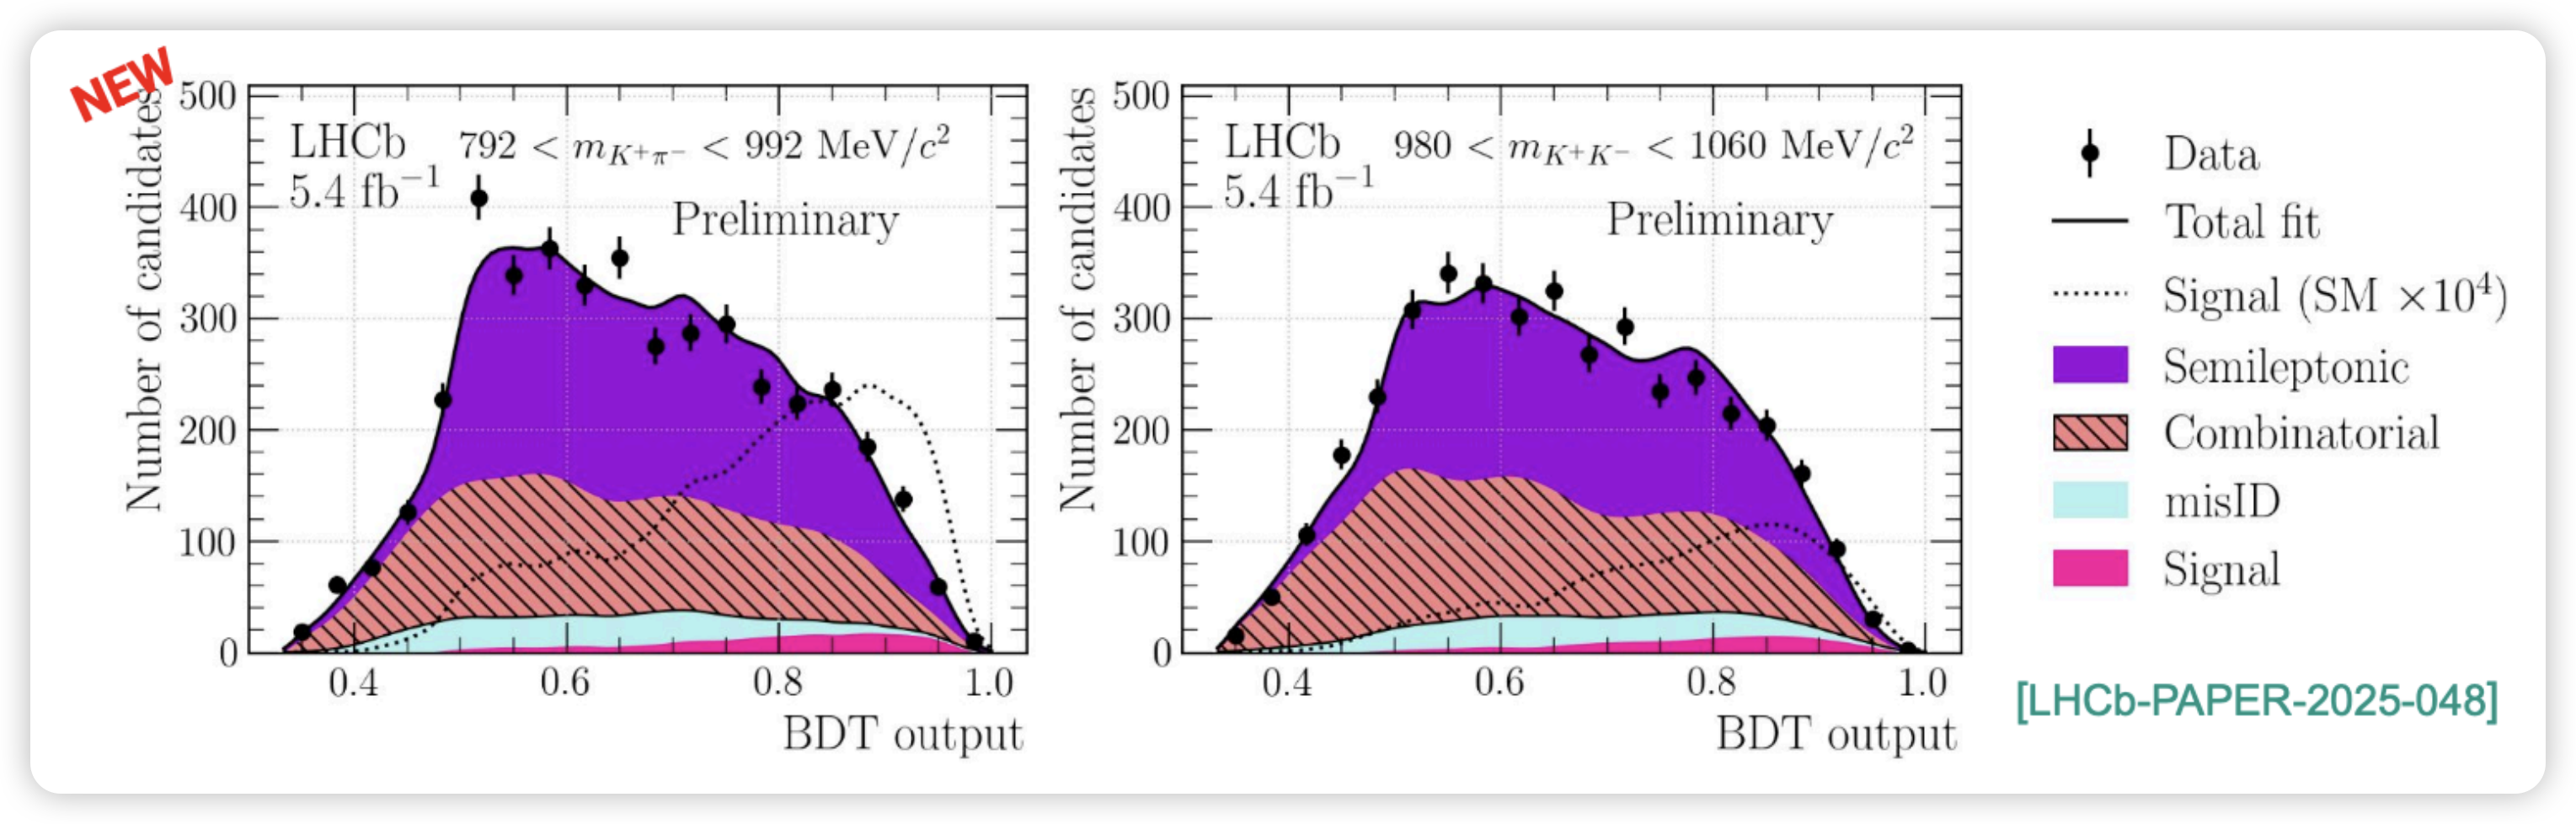 NEW
Number of candidates
500
400
300
200
100
0
LHCb
5.4 fb⁻¹
792 < m_{K⁺π⁻} < 992 MeV/c²
Preliminary
0.4 0.6 0.8 1.0
BDT output
Number of candidates
500
400
300
200
100
0
LHCb
5.4 fb⁻¹
980 < m_{K⁺K⁻} < 1060 MeV/c²
Preliminary
0.4 0.6 0.8 1.0
BDT output
Data
Total fit
Signal (SM ×10⁴)
Semileptonic
Combinatorial
misID
Signal
[LHCb-PAPER-2025-048]